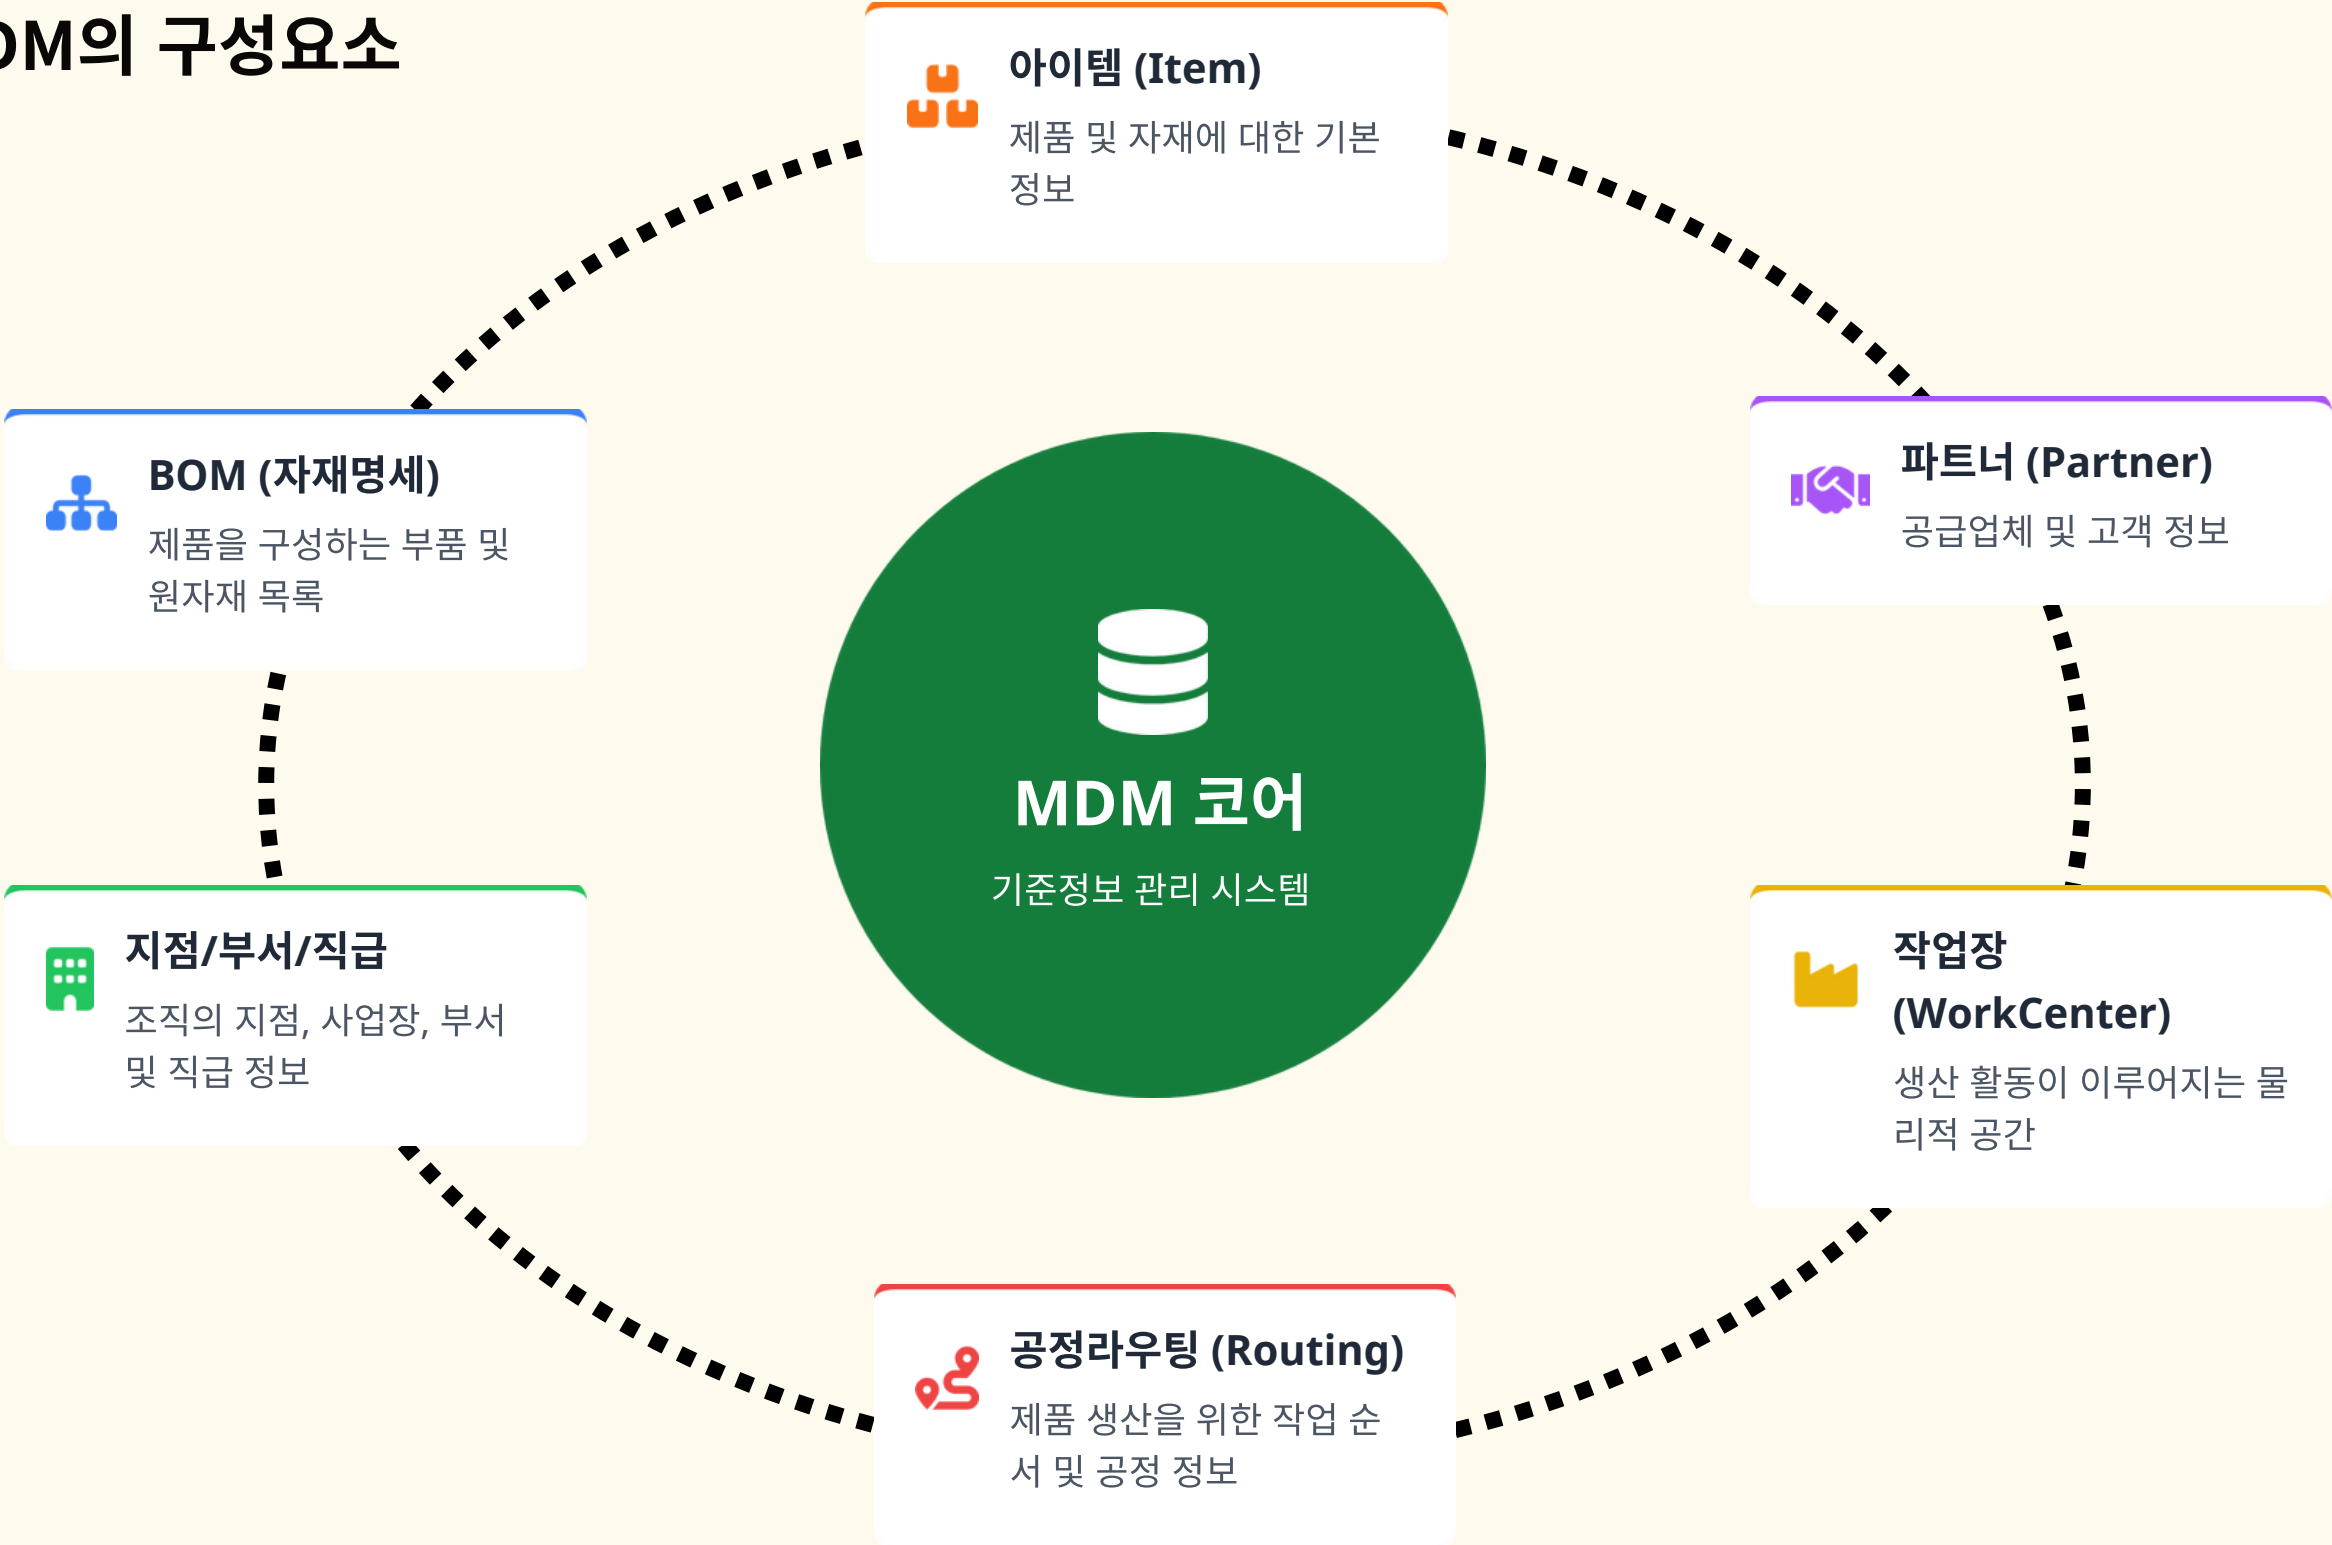 DM의 구성요소
아이템 (Item)
제품 및 자재에 대한 기본
정보
BOM (자재명세)
제품을 구성하는 부품 및
원자재 목록
파트너 (Partner)
공급업체 및 고객 정보
MDM 코어
기준정보 관리 시스템
지점/부서/직급
조직의 지점, 사업장, 부서
및 직급 정보
작업장
(WorkCenter)
생산 활동이 이루어지는 물
리적 공간
공정라우팅 (Routing)
제품 생산을 위한 작업 순
서 및 공정 정보